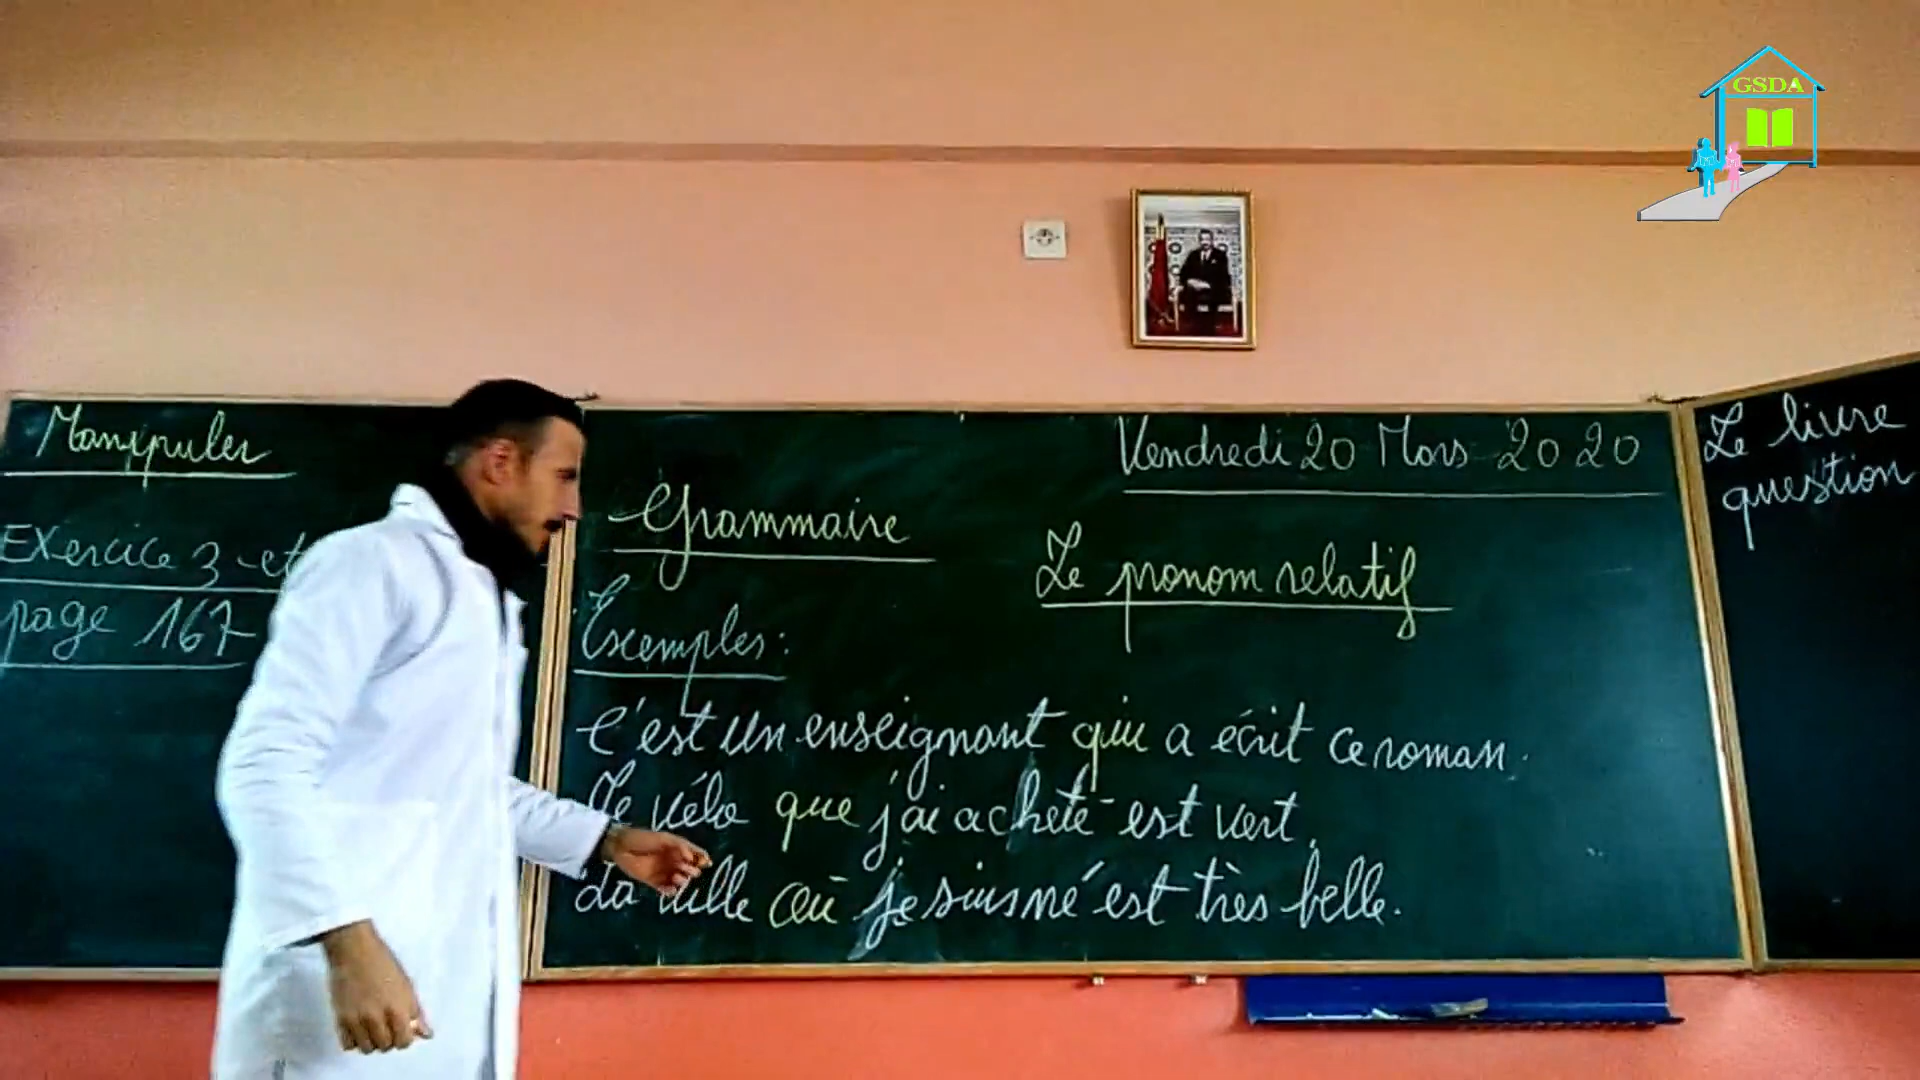 GSDA
Manipuler
Exercice 3 et
page 167
Vendredi 20 Mars 2020
Grammaire
Le pronom relatif
Exemples:
C'est un enseignant qui a écrit ce roman.
Le vélo que j'ai acheté est vert.
La ville où je suis né est très belle.
Le livre
question